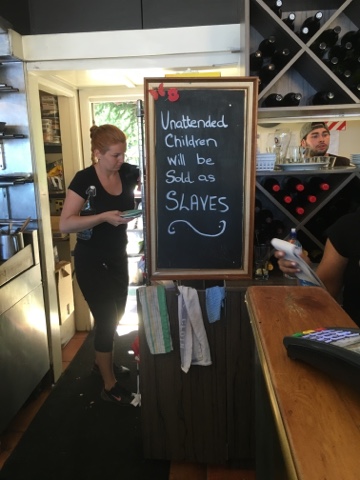 Unattended
Children
will be
Sold as
SLAVES